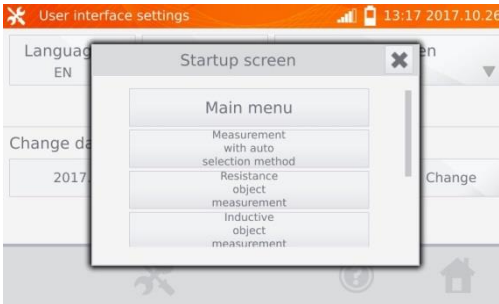 User interface settings 13:17 2017.10.26
Languag en
EN
Startup screen
Main menu
Measurement
with auto
selection method
Resistance
object
measurement
Inductive
object
measurement
Change da
2017. Change